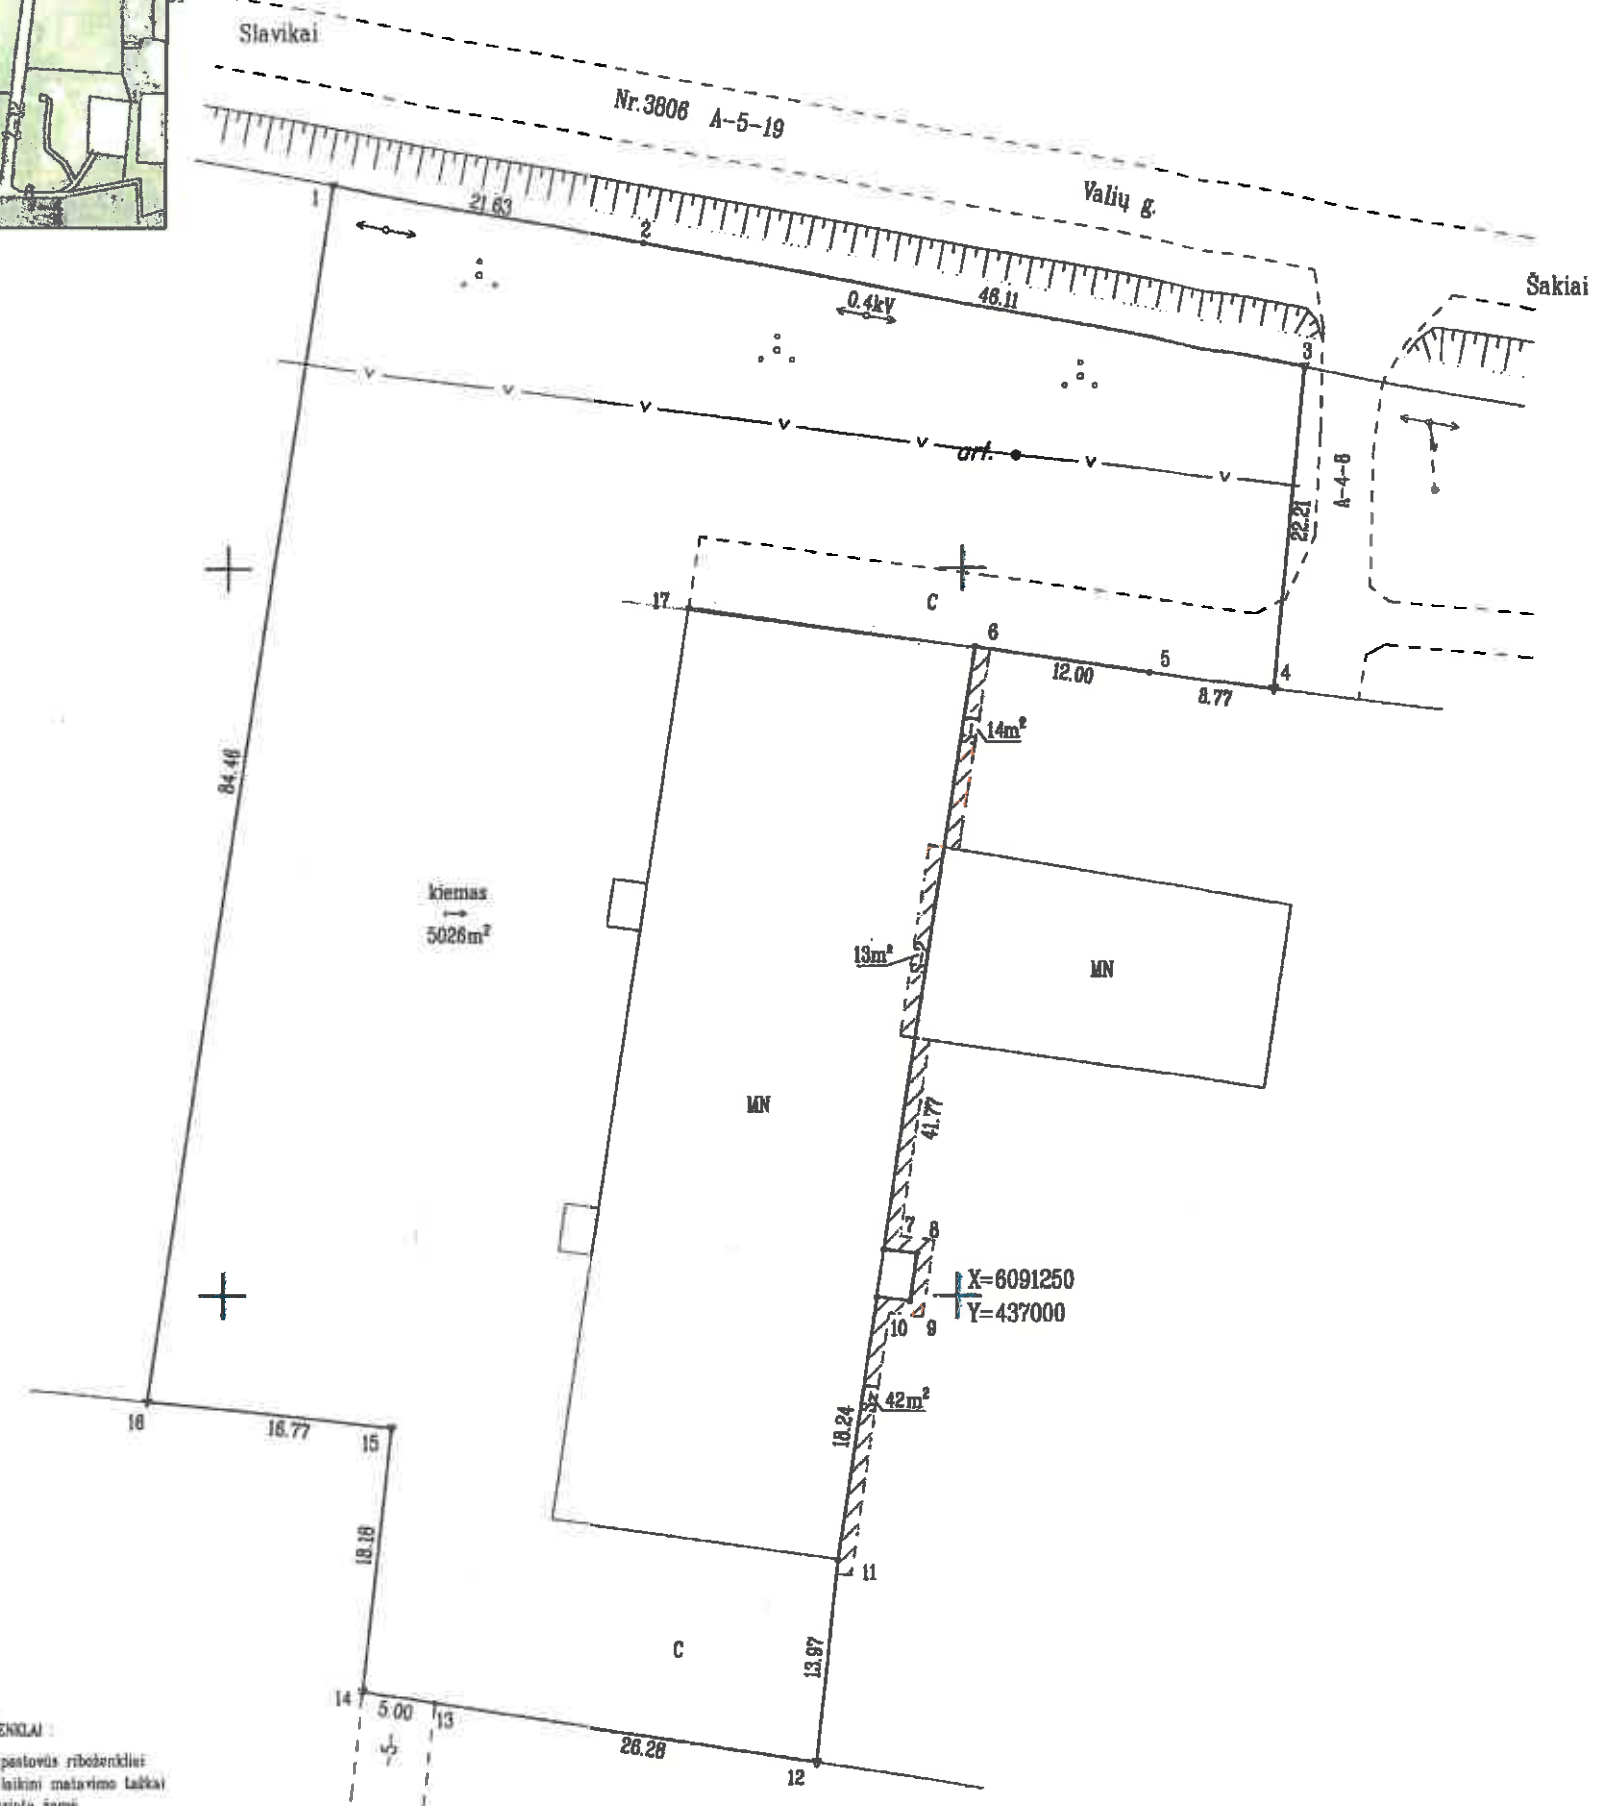 Slavikai
Nr.3806 A-5-19
Valių g.
Šakiai
1
21.63
2
0.4kV
46.11
3
v v v v v v v
art.
22.21
A-4-6
17
C
6
12.00
5
8.77
4
14m²
84.46
kiemas
5026m²
13m²
MN
MN
41.77
7
8
X=6091250
Y=437000
10
9
42m²
18.24
16
16.77
15
18.18
11
C
13.97
14
5.00
13
26.28
12
ENKLAI :
pastovūs riboženkliai
laikini matavimo taškai